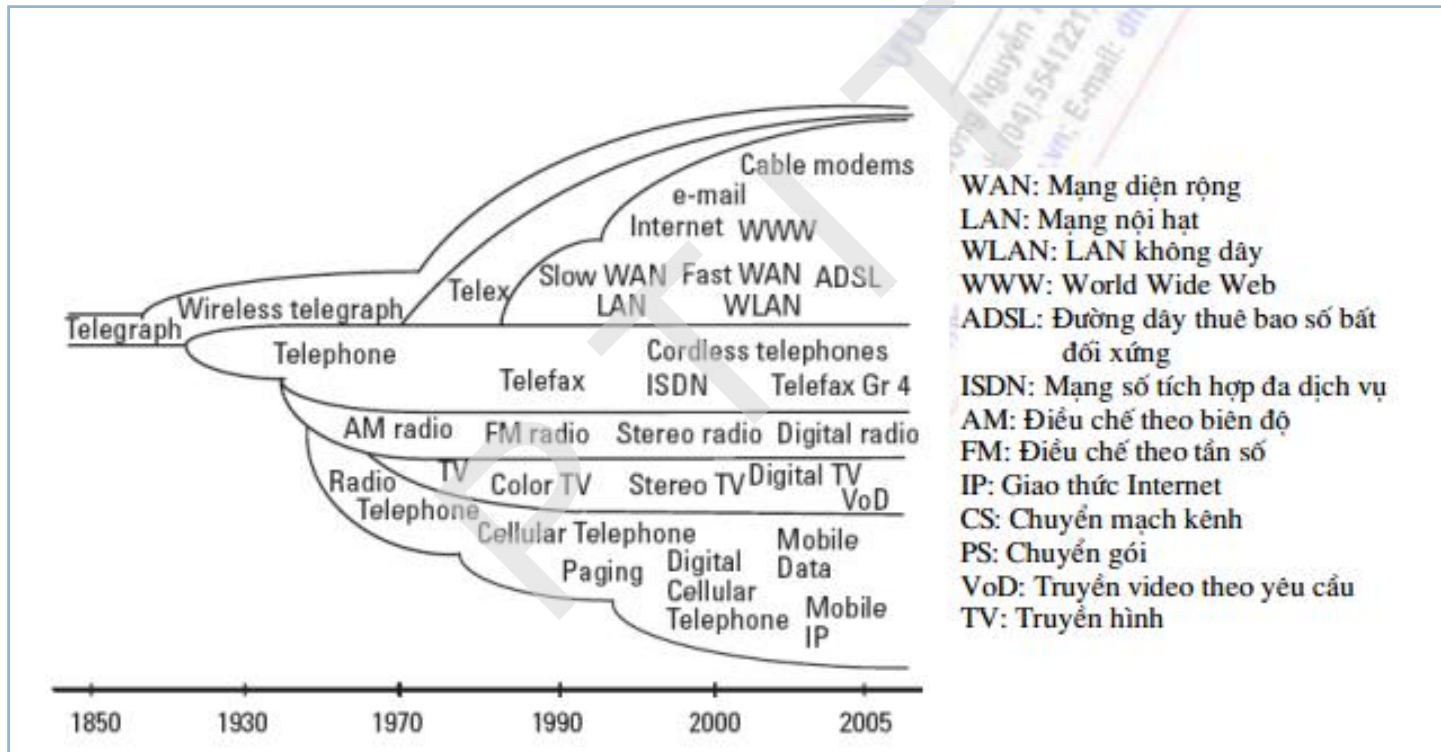 Cable modems
e-mail
Internet WWW
Slow WAN Fast WAN ADSL
Telex
LAN WLAN
Wireless telegraph
Telegraph
Telephone
Cordless telephones
Telefax ISDN Telefax Gr 4
AM radio FM radio Stereo radio Digital radio
TV
Color TV Stereo TV Digital TV
VoD
Radio
Telephone
Cellular Telephone
Paging
Digital
Cellular
Telephone
Mobile
Data
Mobile
IP
1850 1930 1970 1990 2000 2005
WAN: Mạng diện rộng
LAN: Mạng nội hạt
WLAN: LAN không dây
WWW: World Wide Web
ADSL: Đường dây thuê bao số bất
đối xứng
ISDN: Mạng số tích hợp đa dịch vụ
AM: Điều chế theo biên độ
FM: Điều chế theo tần số
IP: Giao thức Internet
CS: Chuyển mạch kênh
PS: Chuyển gói
VoD: Truyền video theo yêu cầu
TV: Truyền hình
PTIT
Nguyễn
(04).5541221,
.vn; E-mail: